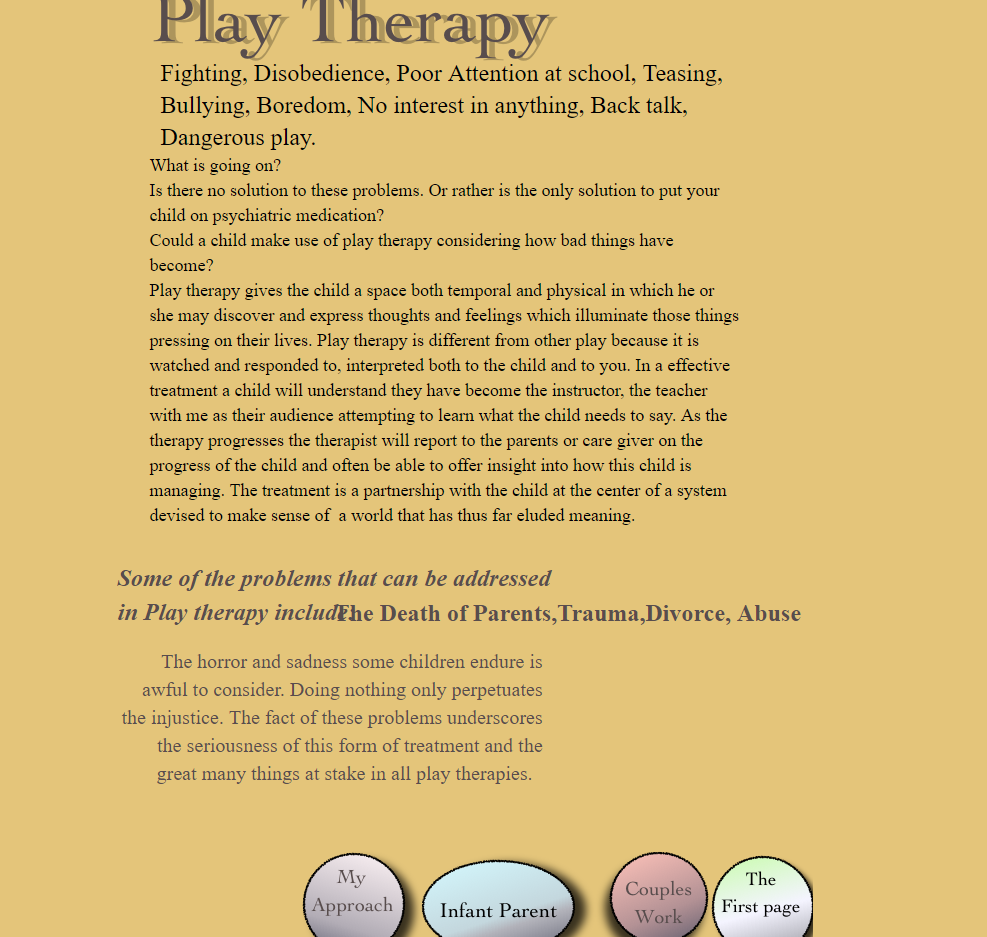 Play Therapy
Fighting, Disobedience, Poor Attention at school, Teasing,
Bullying, Boredom, No interest in anything, Back talk,
Dangerous play.
What is going on?
Is there no solution to these problems. Or rather is the only solution to put your
child on psychiatric medication?
Could a child make use of play therapy considering how bad things have
become?
Play therapy gives the child a space both temporal and physical in which he or
she may discover and express thoughts and feelings which illuminate those things
pressing on their lives. Play therapy is different from other play because it is
watched and responded to, interpreted both to the child and to you. In a effective
treatment a child will understand they have become the instructor, the teacher
with me as their audience attempting to learn what the child needs to say. As the
therapy progresses the therapist will report to the parents or care giver on the
progress of the child and often be able to offer insight into how this child is
managing. The treatment is a partnership with the child at the center of a system
devised to make sense of  a world that has thus far eluded meaning.
Some of the problems that can be addressed
in Play therapy include:
The Death of Parents,Trauma,Divorce, Abuse
The horror and sadness some children endure is
awful to consider. Doing nothing only perpetuates
the injustice. The fact of these problems underscores
the seriousness of this form of treatment and the
great many things at stake in all play therapies.
My
Approach
Infant Parent
Couples
Work
The
First page